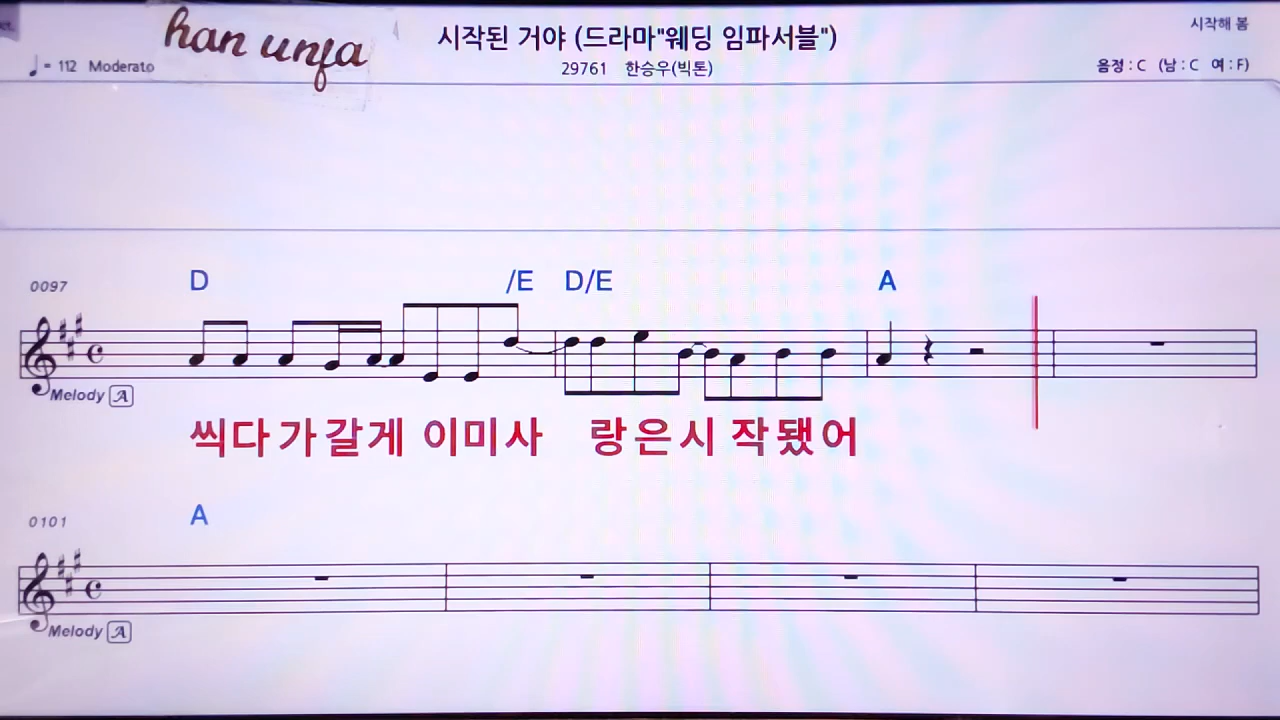 han unfa
시작된 거야 (드라마"웨딩 임파서블")
시작해 봄
♩= 112 Moderato
29761 한승우(빅톤)
음정 : C (남 : C 여 : F)
0097
D /E D/E A
Melody A
씩다가갈게 이미사 랑은시 작됐어
0101
A
Melody A